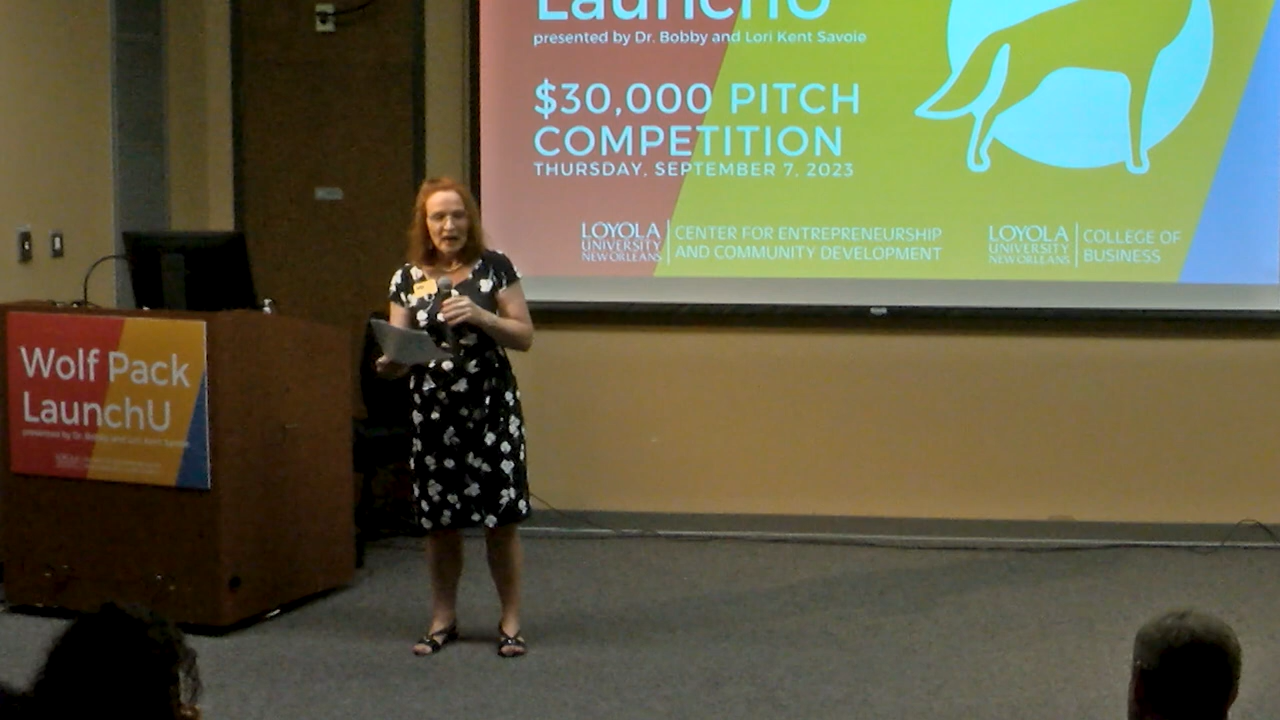 LaunchU
presented by Dr. Bobby and Lori Kent Savoie
$30,000 PITCH
COMPETITION
THURSDAY, SEPTEMBER 7, 2023
LOYOLA
UNIVERSITY
NEW ORLEANS
CENTER FOR ENTREPRENEURSHIP
AND COMMUNITY DEVELOPMENT
LOYOLA
UNIVERSITY
NEW ORLEANS
COLLEGE OF
BUSINESS
Wolf Pack
LaunchU
presented by Dr. Bobby and Lori Kent Savoie